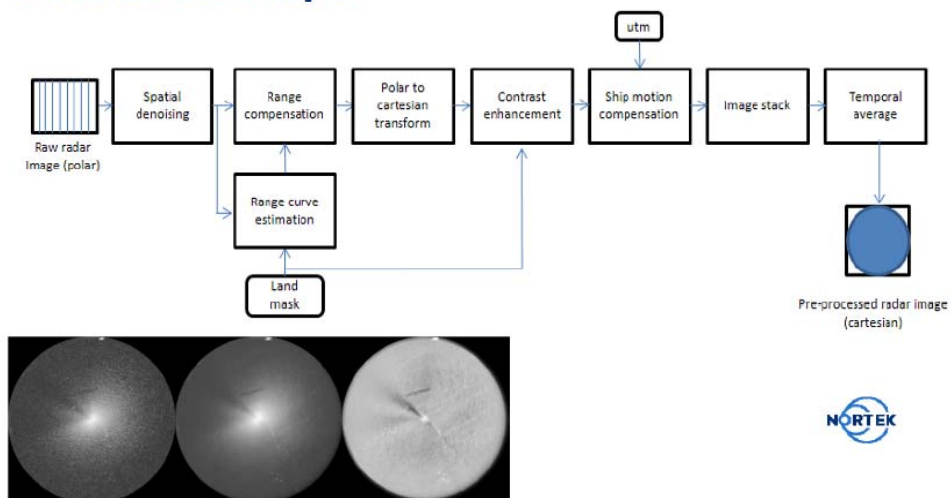 utm
Spatial
denoising
Range
compensation
Polar to
cartesian
transform
Contrast
enhancement
Ship motion
compensation
Image stack
Temporal
average
Raw radar
Image (polar)
Range curve
estimation
Land
mask
Pre-processed radar image
(cartesian)
NORTEK